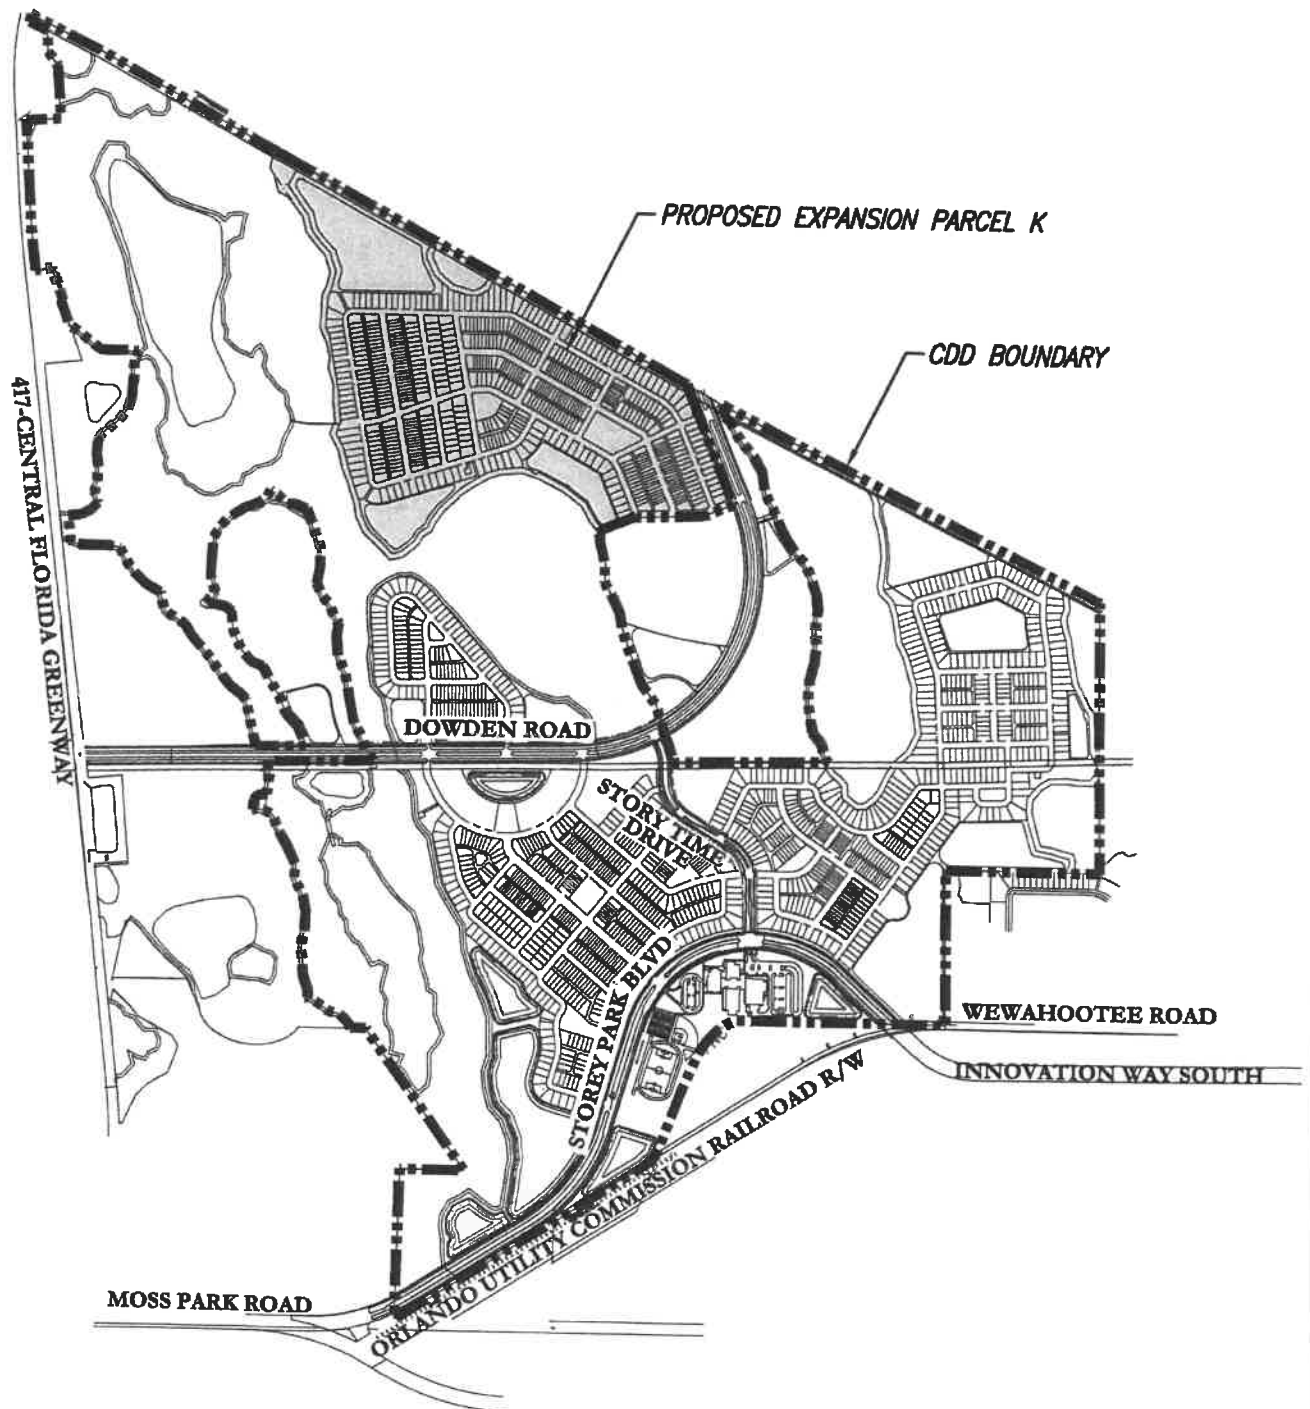 PROPOSED EXPANSION PARCEL K
CDD BOUNDARY
417-CENTRAL FLORIDA GREENWAY
DOWDEN ROAD
STORY TIME
DRIVE
STOREY PARK BLVD
WEWAHOOTEE ROAD
INNOVATION WAY SOUTH
ORLANDO UTILITY COMMISSION RAILROAD R/W
MOSS PARK ROAD